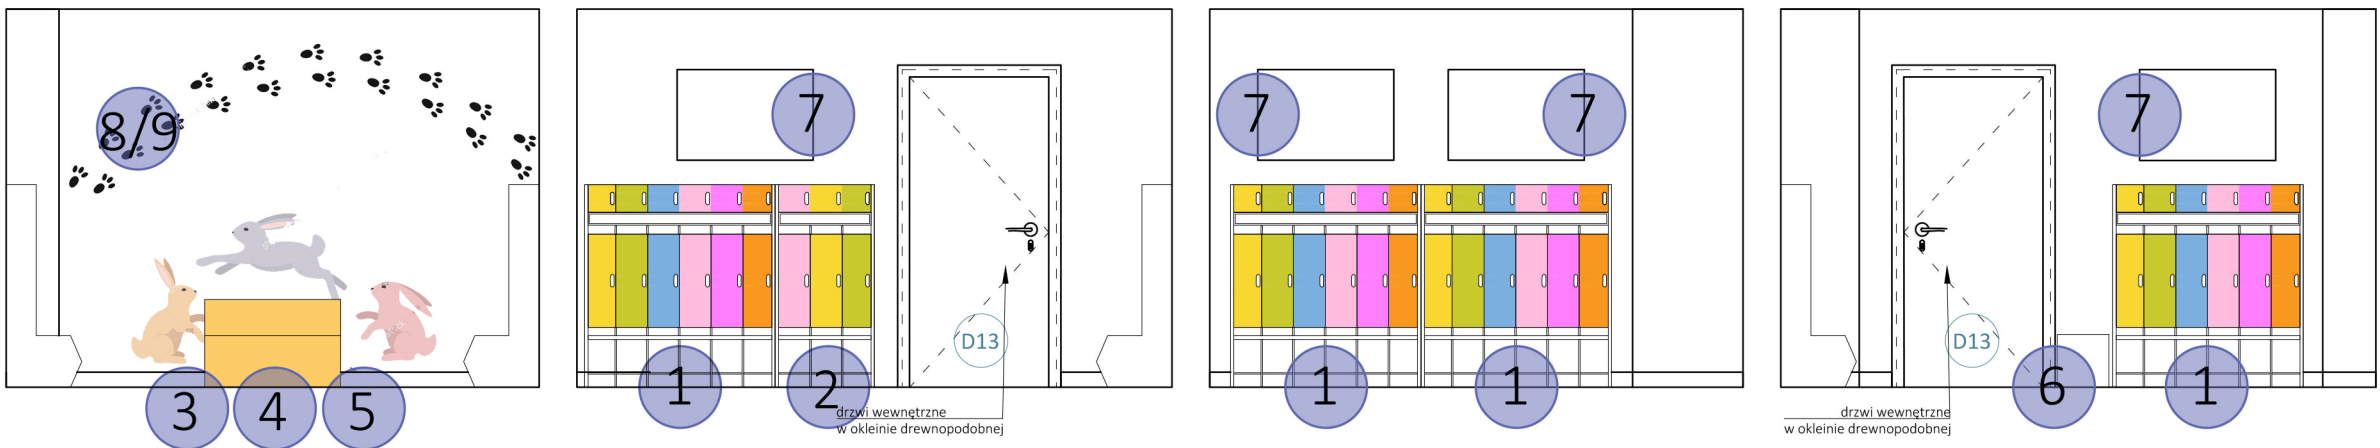 8/9
3 4 5
7
D13
1 2
drzwi wewnętrzne
w okleinie drewnopodobnej
7 7
1 1
7
D13
6 1
drzwi wewnętrzne
w okleinie drewnopodobnej